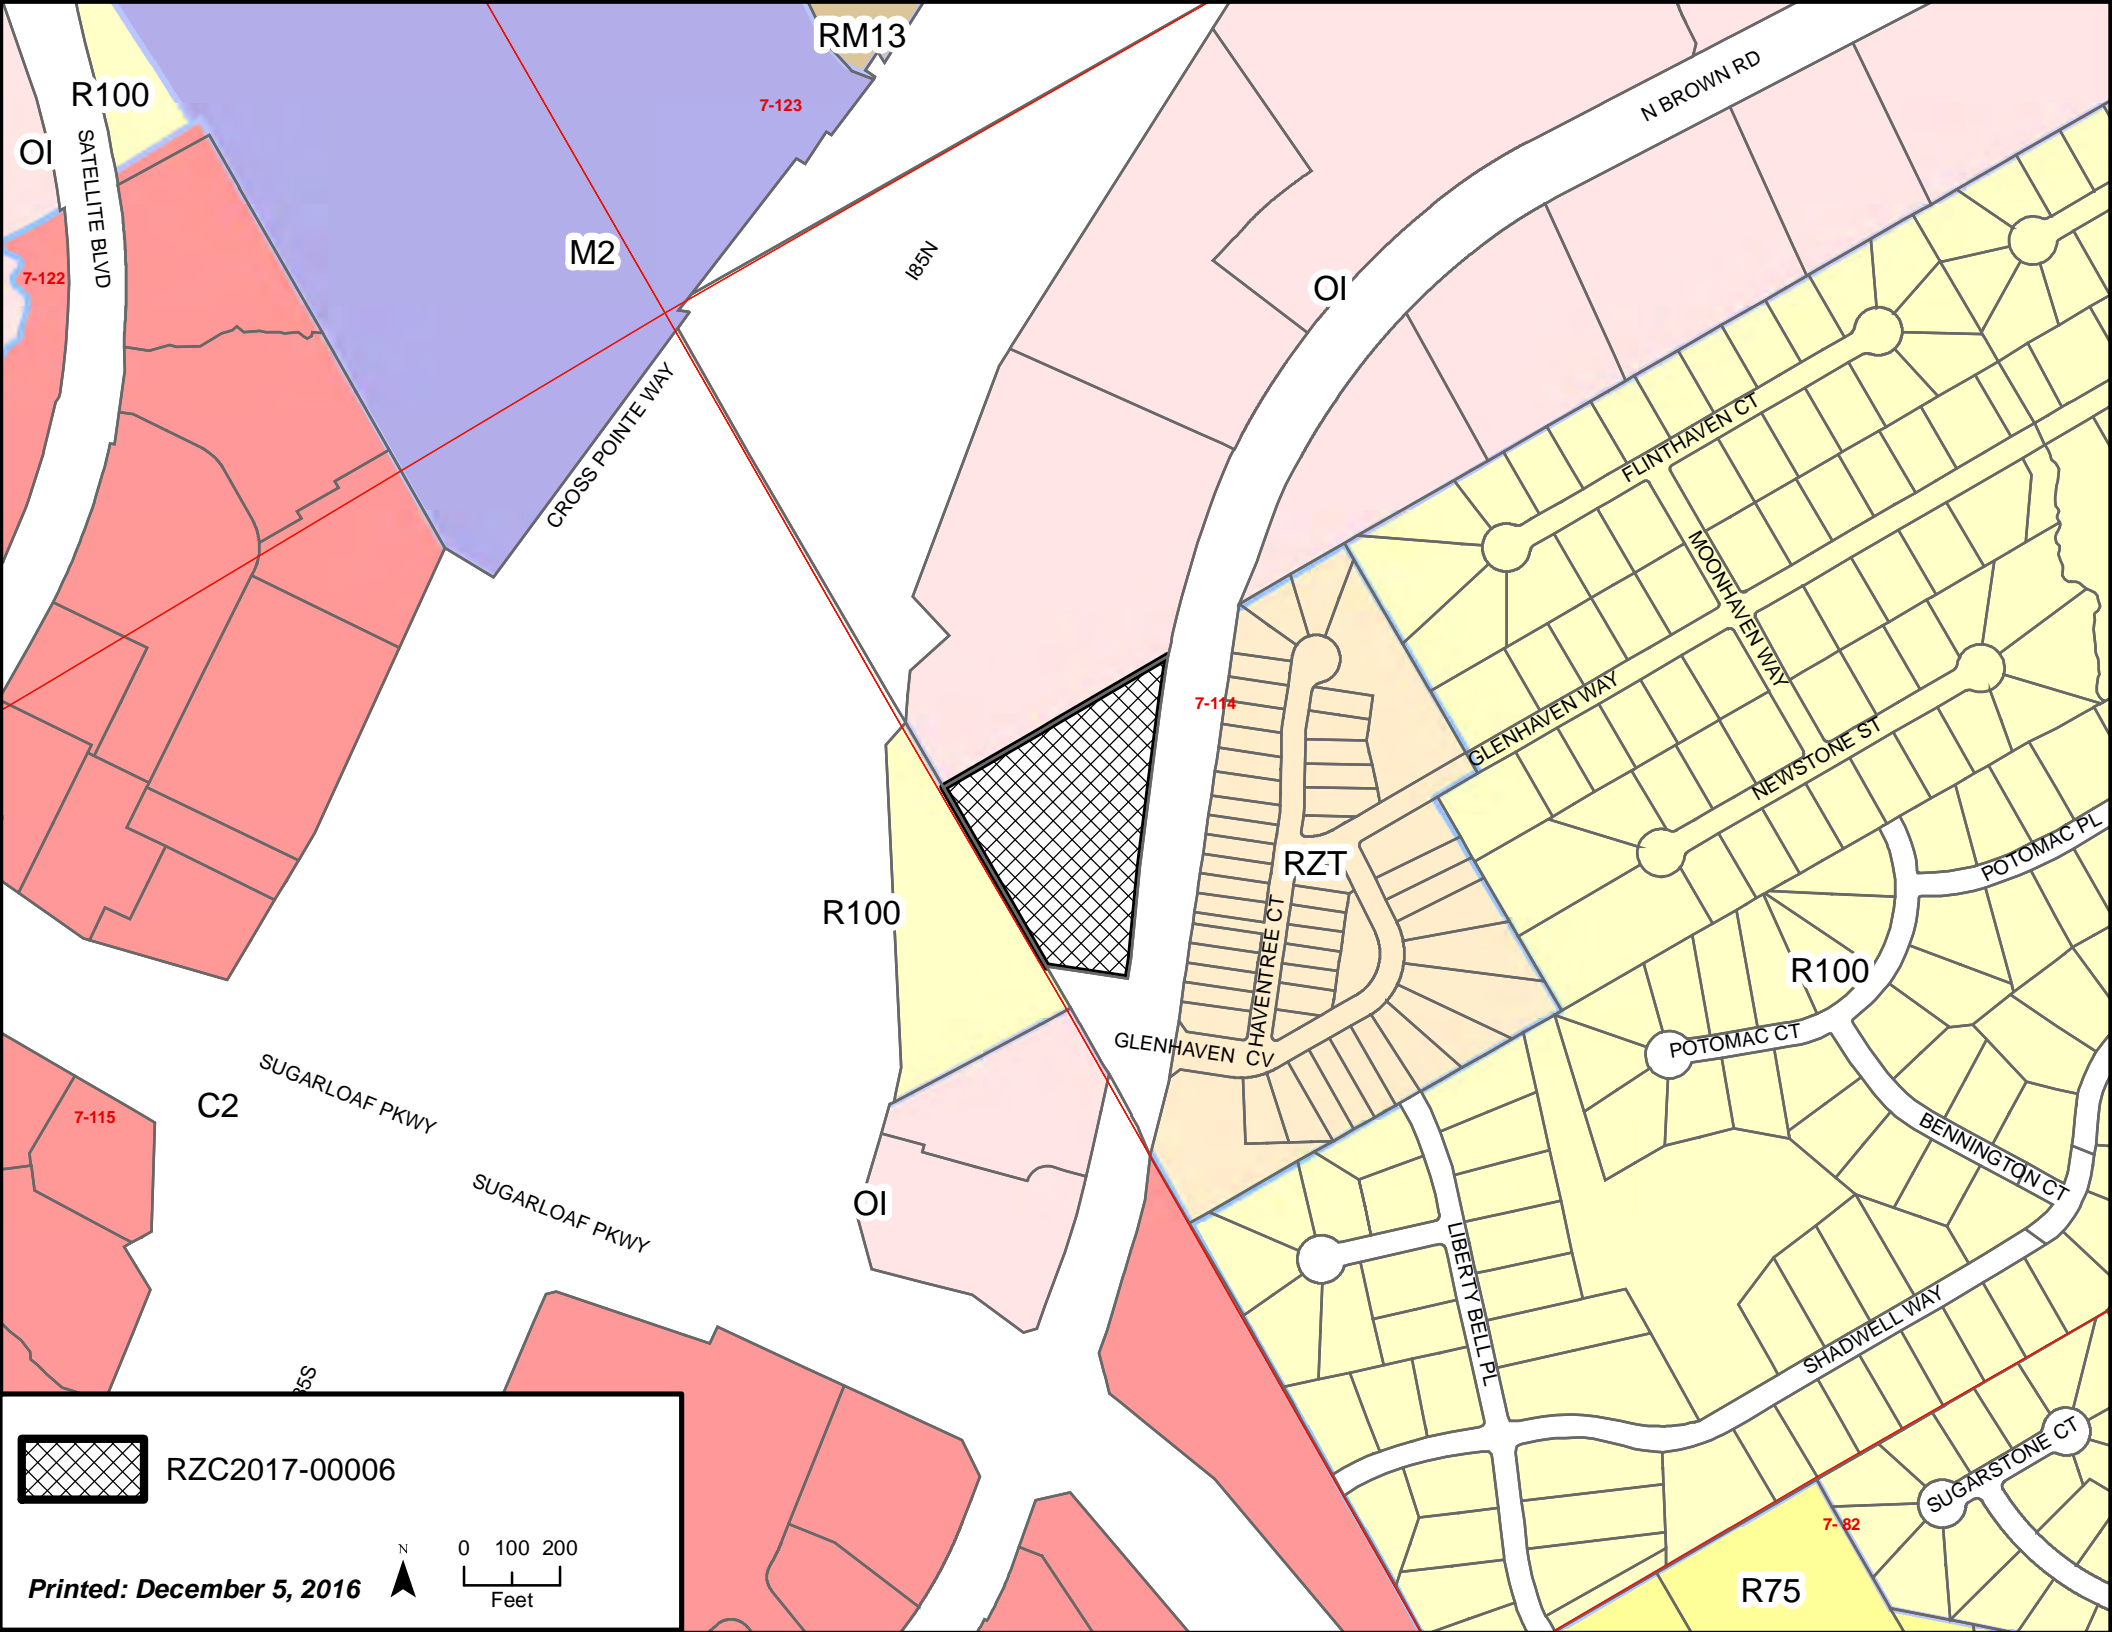 RM13
R100
7-123
N BROWN RD
OI
SATELLITE BLVD
M2
I85N
7-122
OI
CROSS POINTE WAY
FLINTHAVEN CT
MOONHAVEN WAY
7-114
GLENHAVEN WAY
NEWSTONE ST
POTOMAC PL
RZT
R100
HAVENTREE CT
R100
GLENHAVEN CV
POTOMAC CT
SUGARLOAF PKWY
C2
7-115
BENNINGTON CT
SUGARLOAF PKWY
OI
LIBERTY BELL PL
SHADWELL WAY
85S
SUGARSTONE CT
RZC2017-00006
7-82
N
0 100 200
Feet
Printed: December 5, 2016
R75